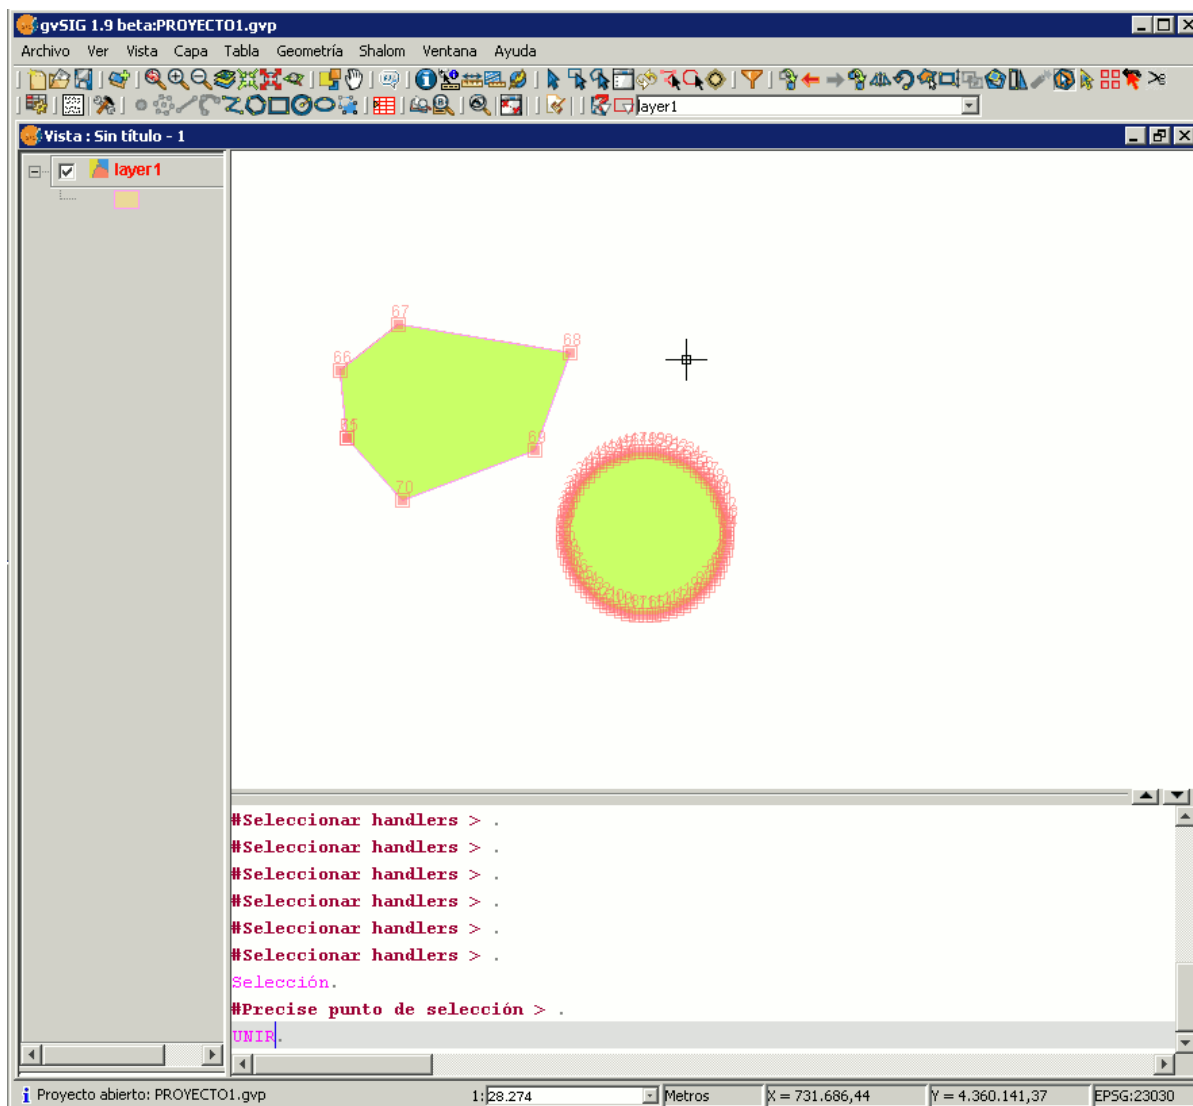 gvSIG 1.9 beta:PROYECTO1.gvp
Archivo Ver Vista Capa Tabla Geometría Shalom Ventana Ayuda
layer1
Vista : Sin título - 1
layer1
67
68
66
69
70
#Seleccionar handlers > .
#Seleccionar handlers > .
#Seleccionar handlers > .
#Seleccionar handlers > .
#Seleccionar handlers > .
#Seleccionar handlers > .
Selección.
#Precise punto de selección > .
UNIR.
Proyecto abierto: PROYECTO1.gvp 1: 28.274 Metros X = 731.686,44 Y = 4.360.141,37 EPSG:23030